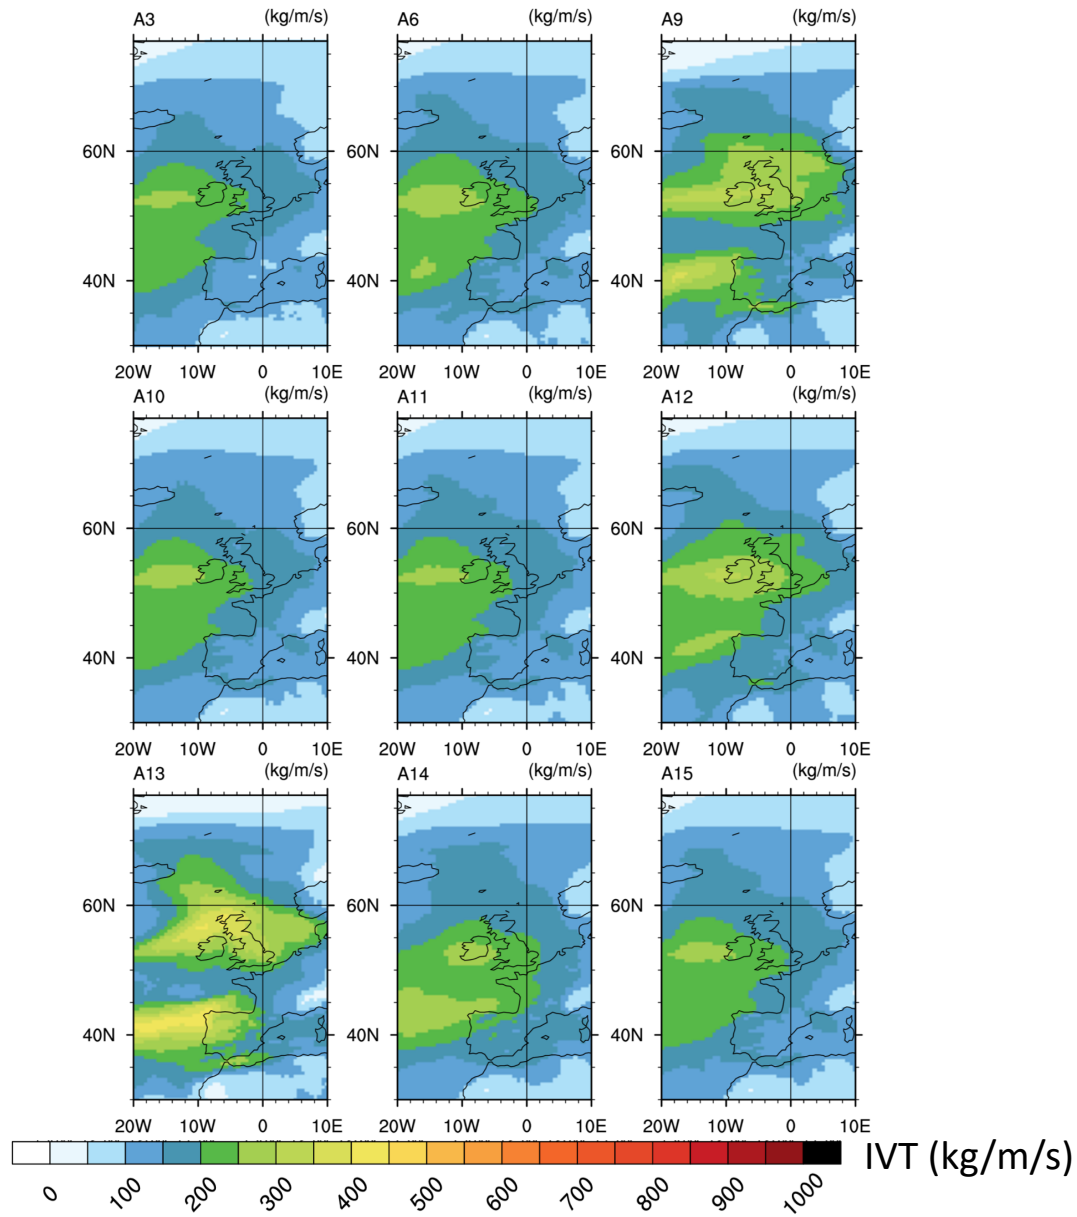 A3 (kg/m/s) A6 (kg/m/s) A9 (kg/m/s)
60N 60N 60N
40N 40N 40N
20W 10W 0 10E 20W 10W 0 10E 20W 10W 0 10E
A10 (kg/m/s) A11 (kg/m/s) A12 (kg/m/s)
60N 60N 60N
40N 40N 40N
20W 10W 0 10E 20W 10W 0 10E 20W 10W 0 10E
A13 (kg/m/s) A14 (kg/m/s) A15 (kg/m/s)
60N 60N 60N
40N 40N 40N
20W 10W 0 10E 20W 10W 0 10E 20W 10W 0 10E
IVT (kg/m/s)
0 100 200 300 400 500 600 700 800 900 1000